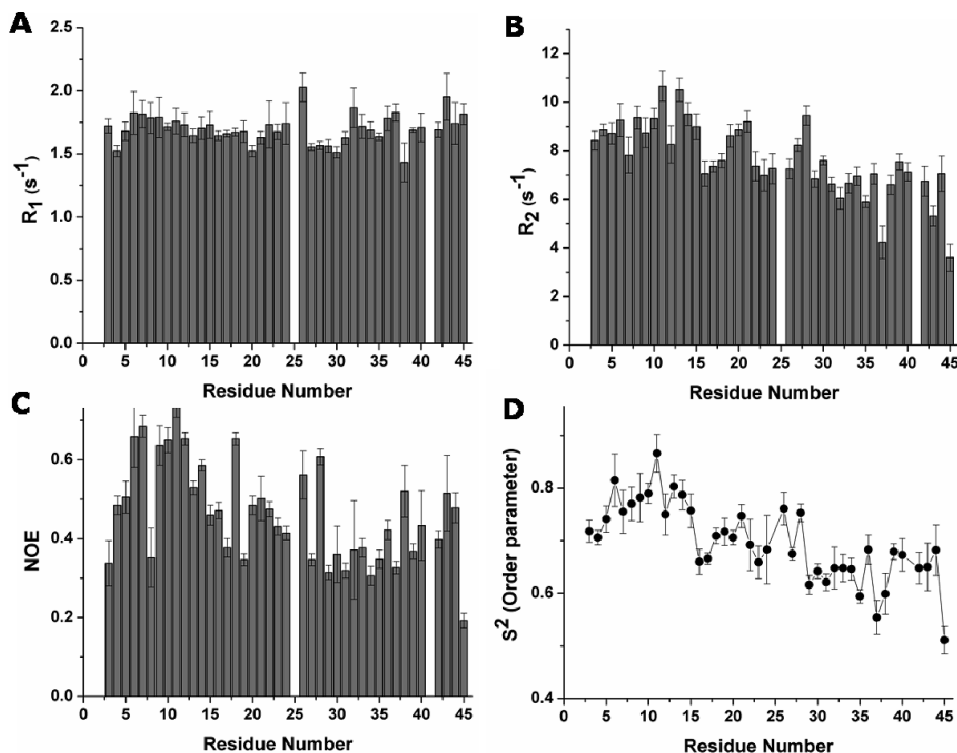 A
2.5
2.0
1.5
1.0
0.5
0.0
R1 (s-1)
0 5 10 15 20 25 30 35 40 45
Residue Number
B
12
10
8
6
4
2
0
R2 (s-1)
0 5 10 15 20 25 30 35 40 45
Residue Number
C
0.6
0.4
0.2
0.0
NOE
0 5 10 15 20 25 30 35 40 45
Residue Number
D
0.8
0.6
0.4
S2 (Order parameter)
0 5 10 15 20 25 30 35 40 45
Residue Number